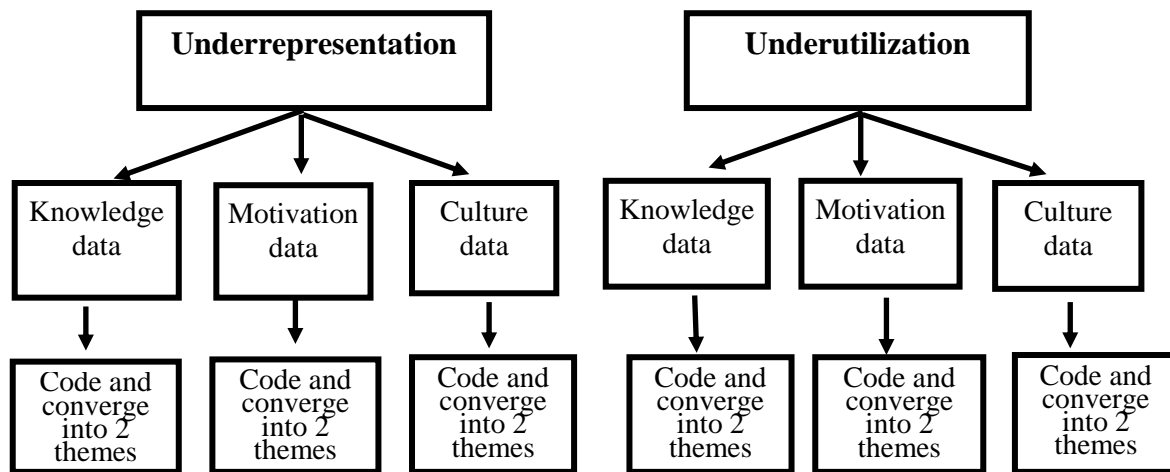 Underrepresentation
Underutilization
Knowledge
data
Motivation
data
Culture
data
Knowledge
data
Motivation
data
Culture
data
Code and
converge
into 2
themes
Code and
converge
into 2
themes
Code and
converge
into 2
themes
Code and
converge
into 2
themes
Code and
converge
into 2
themes
Code and
converge
into 2
themes